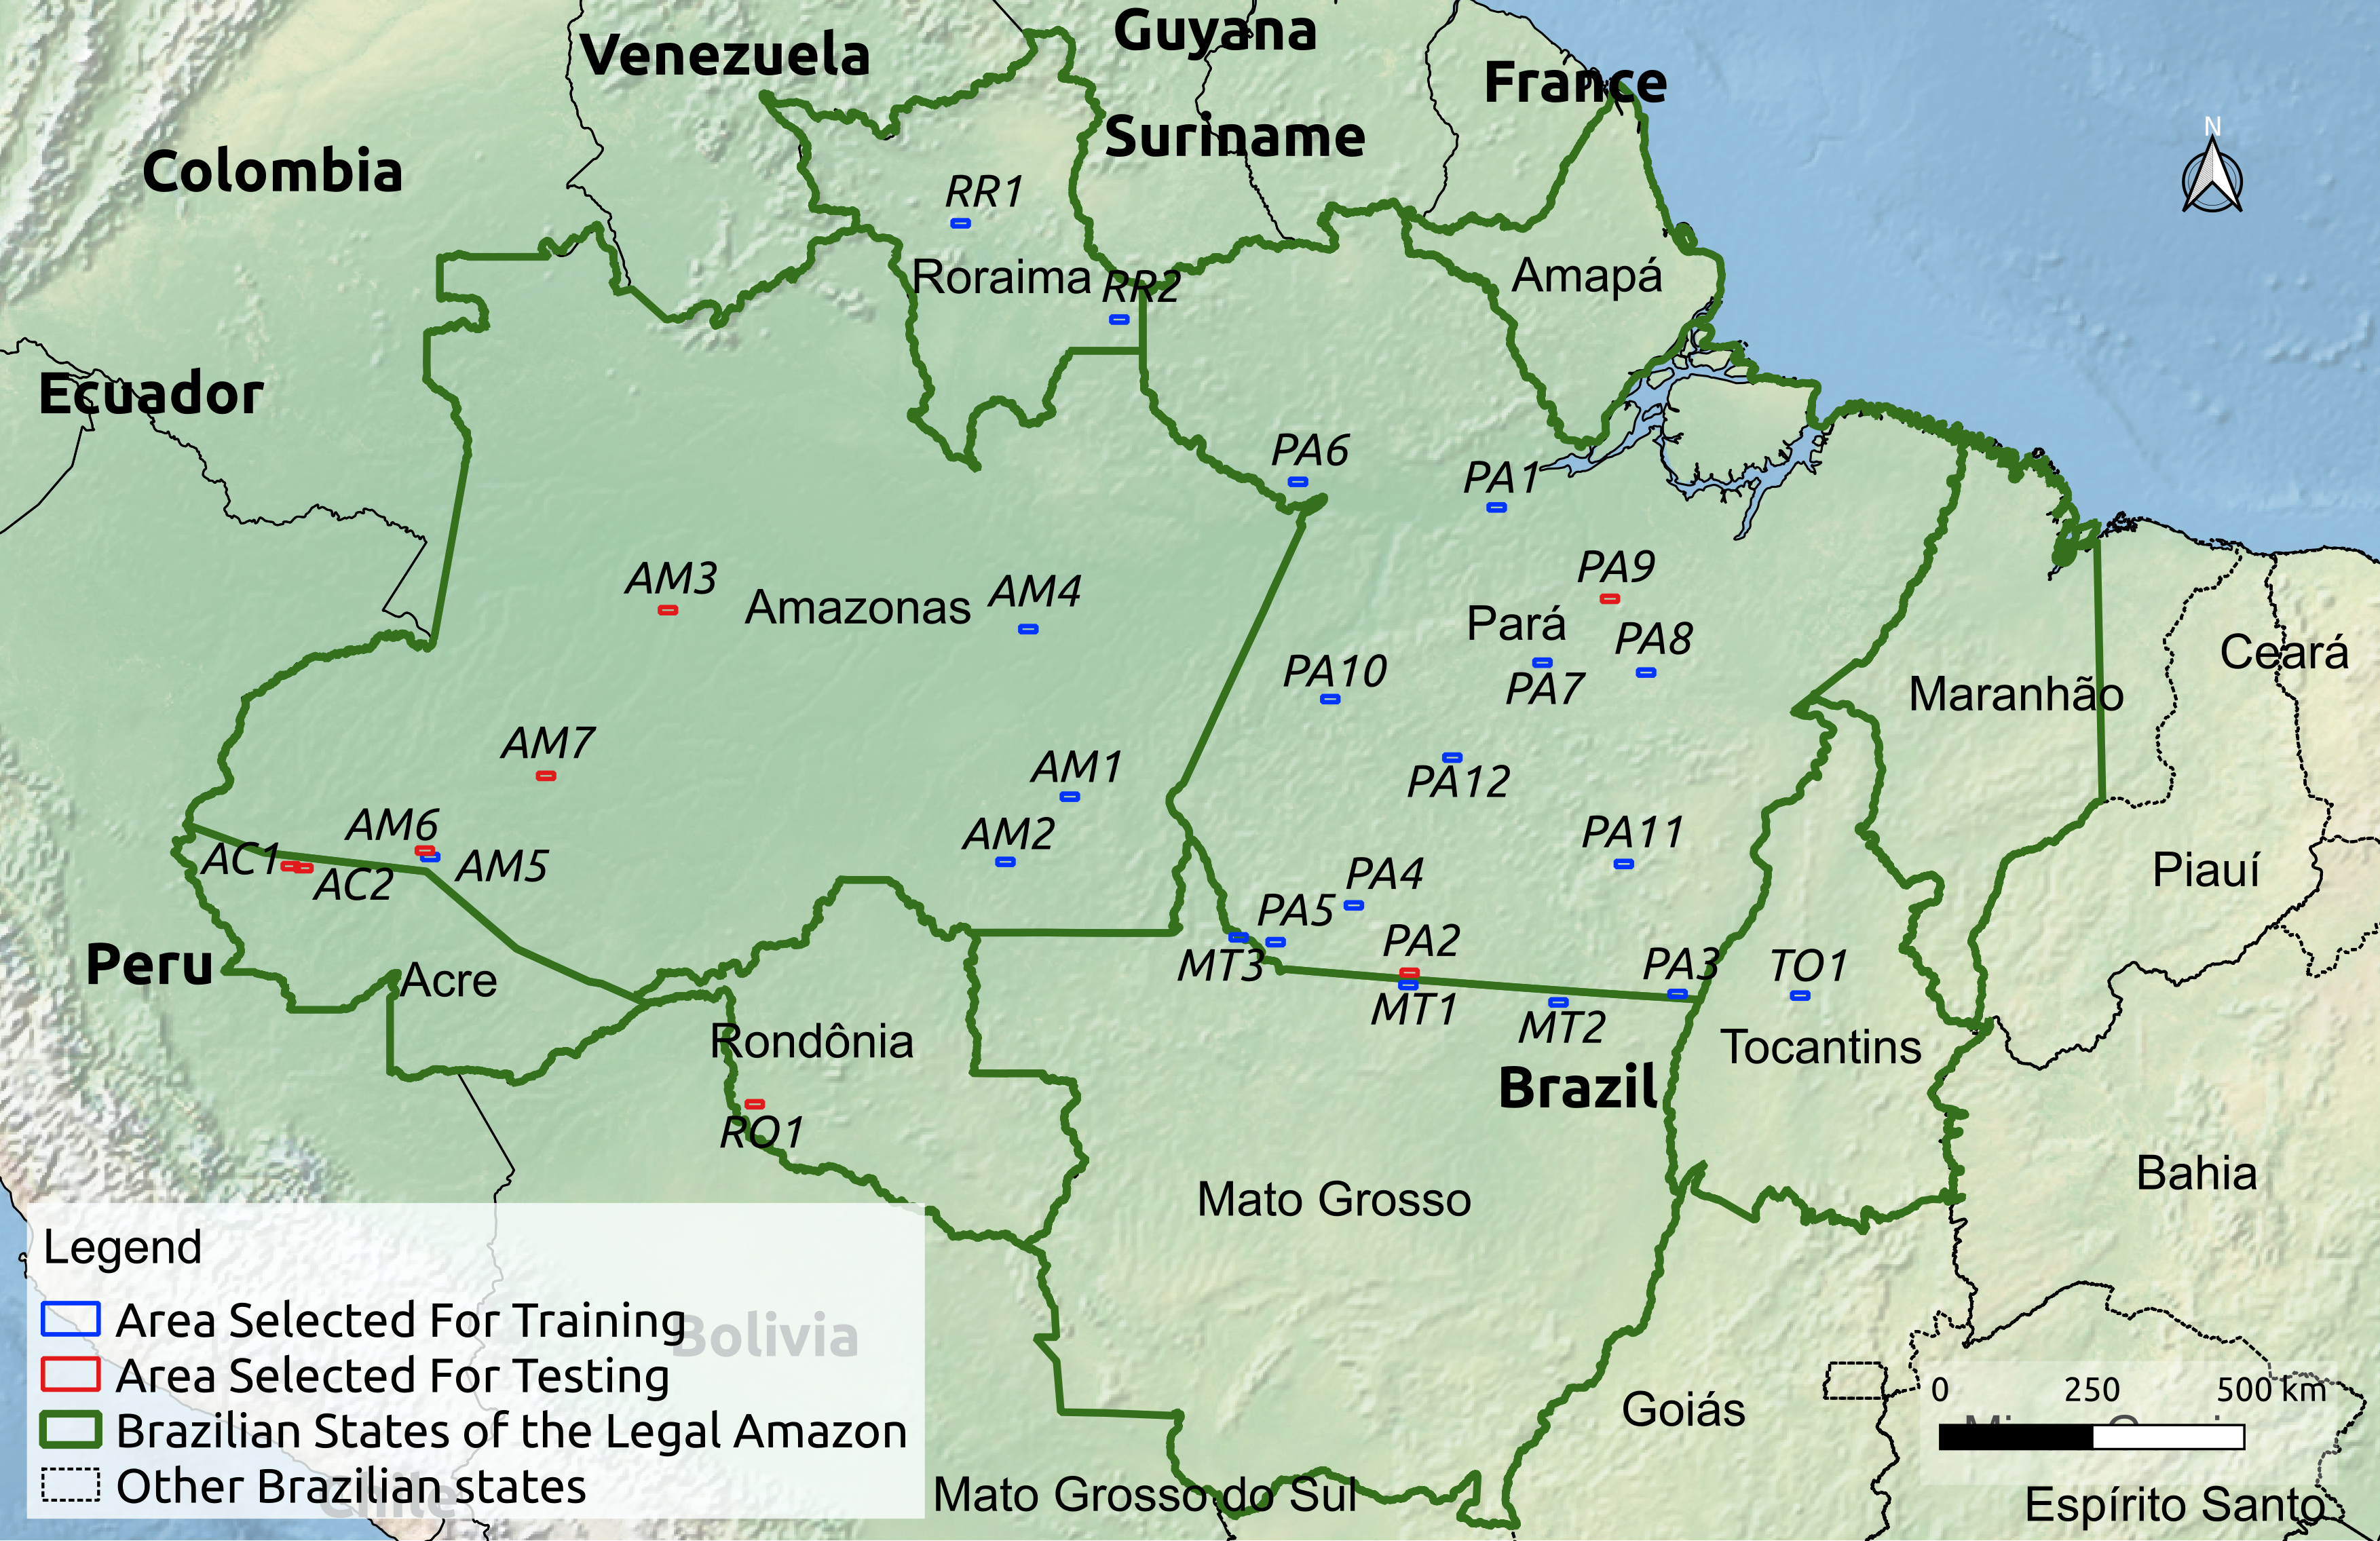 Guyana
Venezuela
France
N
Suriname
Colombia
RR1
Roraima
RR2
Amapá
Ecuador
PA6
PA1
AM3
Amazonas
AM4
PA9
Pará
PA8
Ceará
PA10
PA7
Maranhão
AM7
AM1
PA12
AM6
AM2
PA11
AC1
AM5
AC2
PA4
Piauí
PA5
PA2
Peru
Acre
MT3
PA3
TO1
MT1
MT2
Rondônia
Tocantins
Brazil
RO1
Bahia
Mato Grosso
Legend
Area Selected For Training
Bolivia
Area Selected For Testing
0 250 500 km
Goiás
Brazilian States of the Legal Amazon
Other Brazilian states
Chile
Mato Grosso do Sul
Espírito Santo